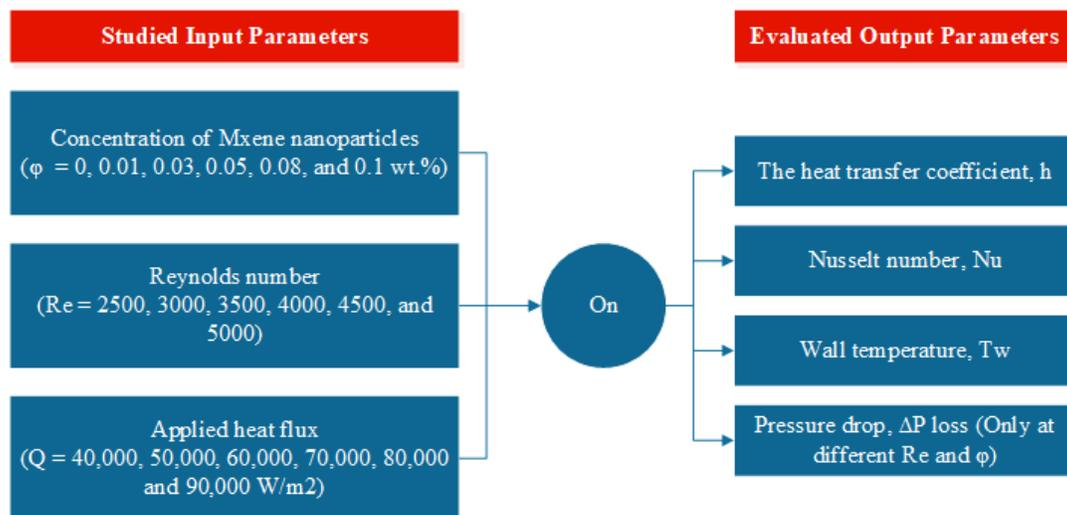 Studied Input Parameters
Concentration of Mxene nanoparticles
(φ = 0, 0.01, 0.03, 0.05, 0.08, and 0.1 wt.%)
Reynolds number
(Re = 2500, 3000, 3500, 4000, 4500, and
5000)
Applied heat flux
(Q = 40,000, 50,000, 60,000, 70,000, 80,000
and 90,000 W/m2)
On
Evaluated Output Parameters
The heat transfer coefficient, h
Nusselt number, Nu
Wall temperature, Tw
Pressure drop, ΔP loss (Only at
different Re and φ)